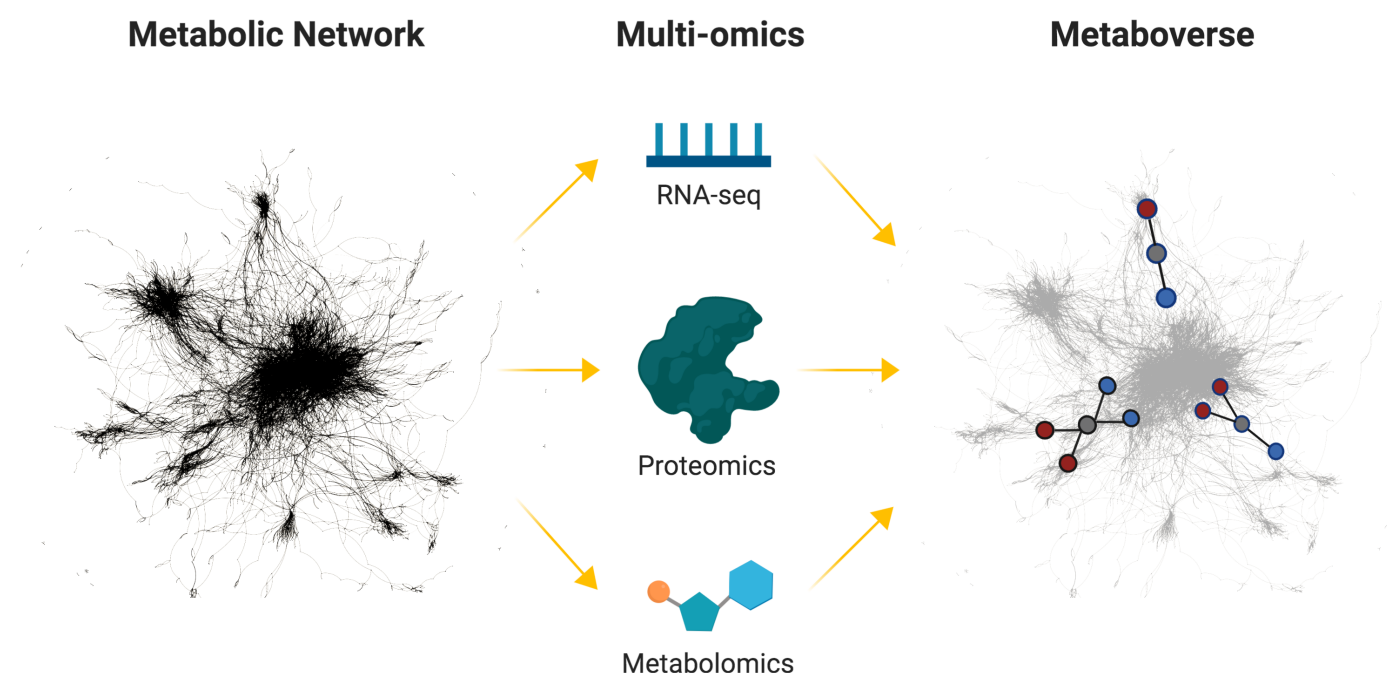 Metabolic Network
Multi-omics
Metaboverse
RNA-seq
Proteomics
Metabolomics